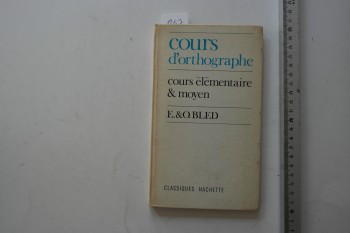 cours
d'orthographe
cours élémentaire
& moyen
E.&O.BLED
CLASSIQUES HACHETTE